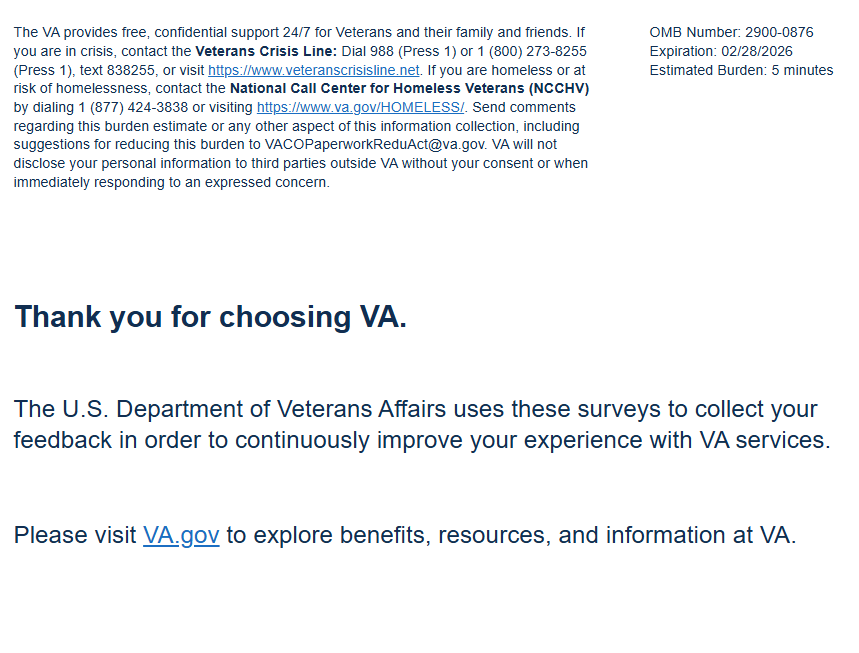 The VA provides free, confidential support 24/7 for Veterans and their family and friends. If
you are in crisis, contact the Veterans Crisis Line: Dial 988 (Press 1) or 1 (800) 273-8255
(Press 1), text 838255, or visit https://www.veteranscrisisline.net. If you are homeless or at
risk of homelessness, contact the National Call Center for Homeless Veterans (NCCHV)
by dialing 1 (877) 424-3838 or visiting https://www.va.gov/HOMELESS/. Send comments
regarding this burden estimate or any other aspect of this information collection, including
suggestions for reducing this burden to VACOPaperworkReduAct@va.gov. VA will not
disclose your personal information to third parties outside VA without your consent or when
immediately responding to an expressed concern.
OMB Number: 2900-0876
Expiration: 02/28/2026
Estimated Burden: 5 minutes
Thank you for choosing VA.
The U.S. Department of Veterans Affairs uses these surveys to collect your
feedback in order to continuously improve your experience with VA services.
Please visit VA.gov to explore benefits, resources, and information at VA.